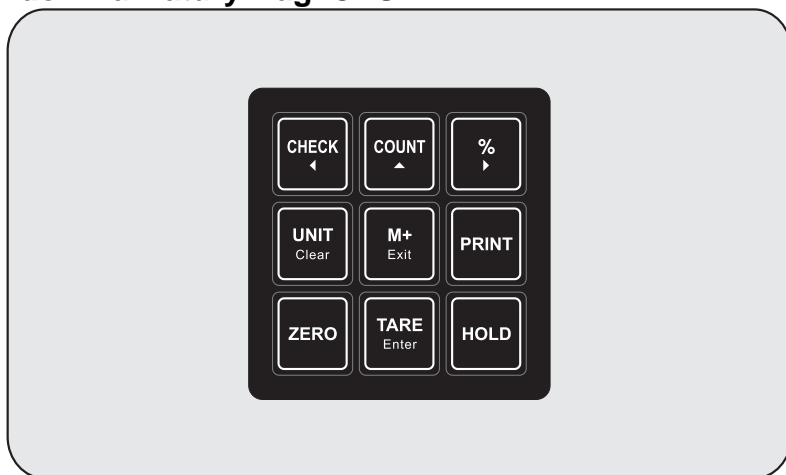 CHECK
COUNT
%
UNIT
Clear
M+
Exit
PRINT
ZERO
TARE
Enter
HOLD